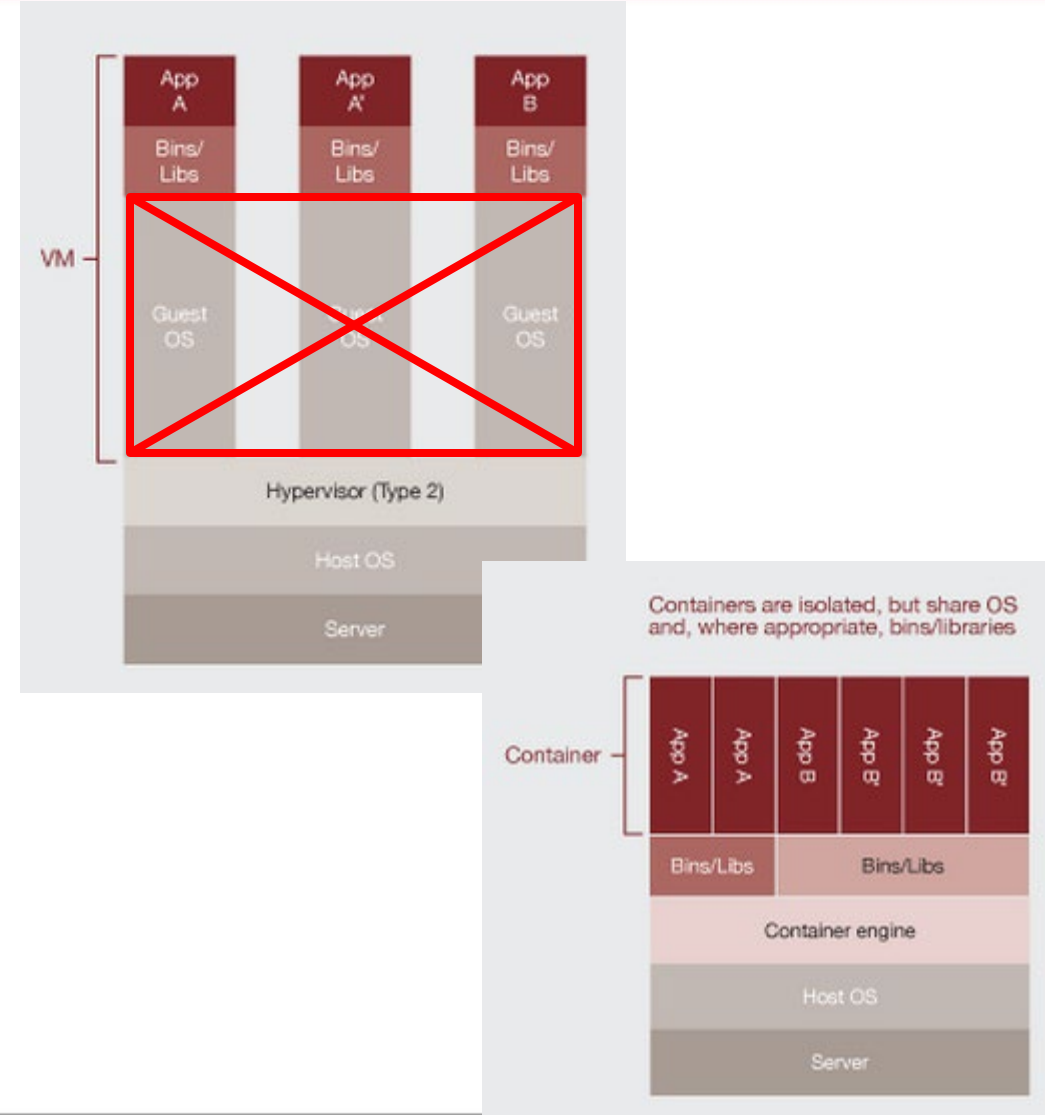 App
A
App
A'
App
B
Bins/
Libs
Bins/
Libs
Bins/
Libs
VM
Guest
OS
Guest
OS
Guest
OS
Hypervisor (Type 2)
Host OS
Server
Containers are isolated, but share OS
and, where appropriate, bins/libraries
Container
App A
App A
App B
App B'
App B'
App B'
Bins/Libs
Bins/Libs
Container engine
Host OS
Server